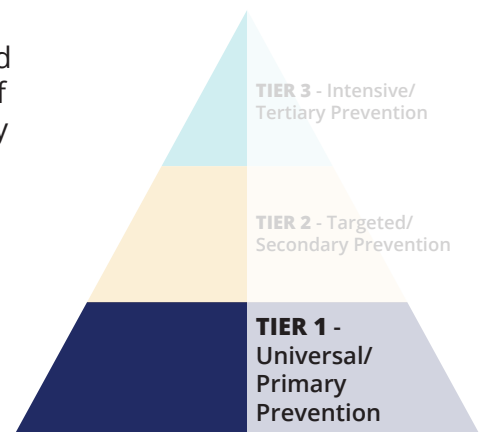 TIER 3 - Intensive/
Tertiary Prevention
TIER 2 - Targeted/
Secondary Prevention
TIER 1 -
Universal/
Primary
Prevention